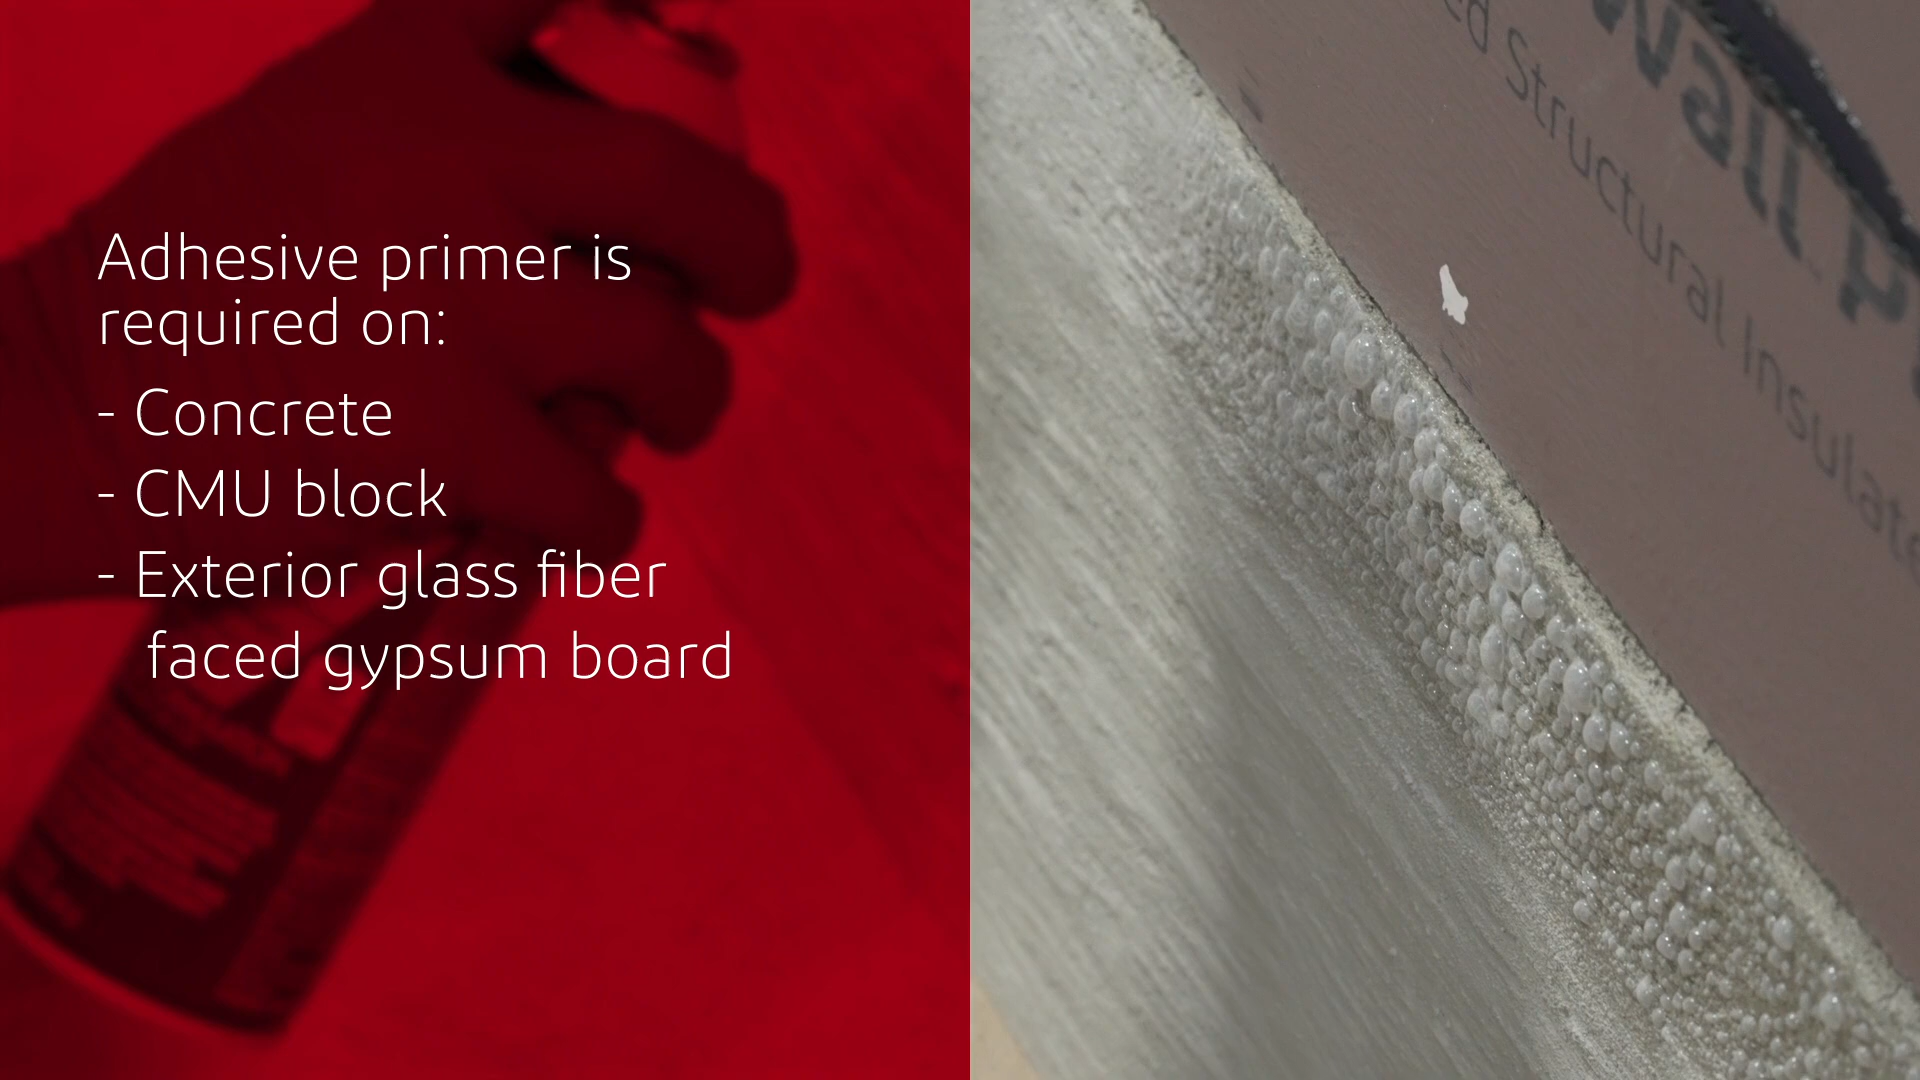 Adhesive primer is
required on:
- Concrete
- CMU block
- Exterior glass fiber
faced gypsum board
Structural Insulate